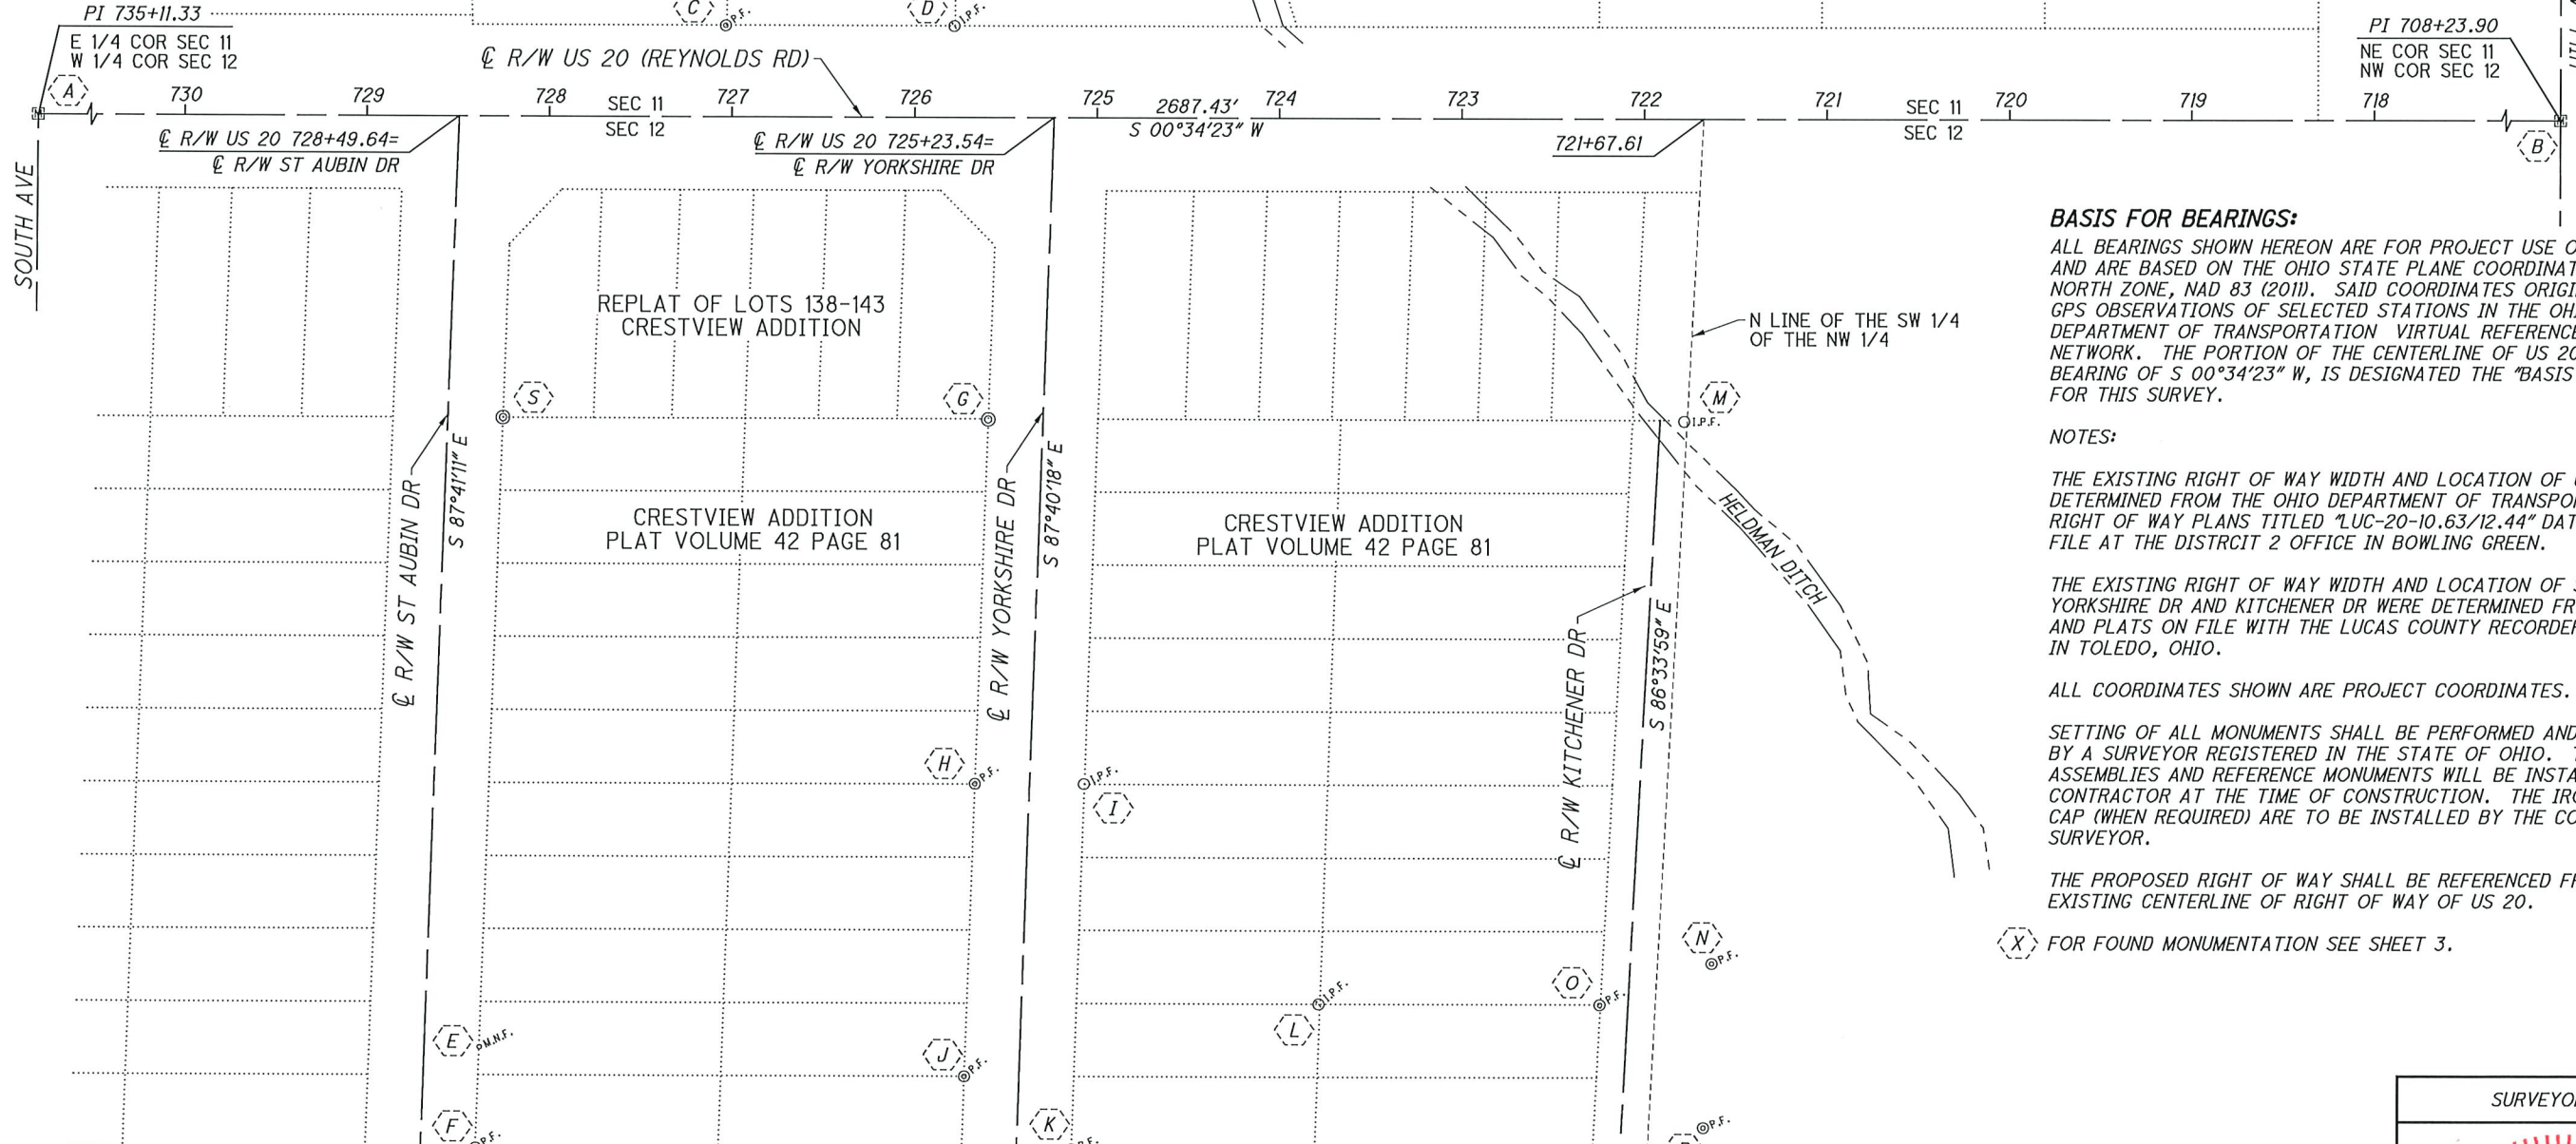 PI 735+11.33
E 1/4 COR SEC 11
W 1/4 COR SEC 12
A
C
P.F.
D
I.P.F.
℄ R/W US 20 (REYNOLDS RD)
PI 708+23.90
NE COR SEC 11
NW COR SEC 12
B
730
729
728
SEC 11
SEC 12
727
726
725
2687.43'
S 00°34'23" W
724
723
722
721
SEC 11
SEC 12
720
719
718
℄ R/W US 20 728+49.64=
℄ R/W ST AUBIN DR
℄ R/W US 20 725+23.54=
℄ R/W YORKSHIRE DR
721+67.61
SOUTH AVE
REPLAT OF LOTS 138-143
CRESTVIEW ADDITION
N LINE OF THE SW 1/4
OF THE NW 1/4
S
G
M
I.P.F.
℄ R/W ST AUBIN DR
S 87°41'11" E
CRESTVIEW ADDITION
PLAT VOLUME 42 PAGE 81
℄ R/W YORKSHIRE DR
S 87°40'18" E
CRESTVIEW ADDITION
PLAT VOLUME 42 PAGE 81
℄ R/W KITCHENER DR
S 86°33'59" E
HELDMAN DITCH
H
P.F.
I.P.F.
I
N
P.F.
O
P.F.
I.P.F.
L
E
P.M.N.F.
J
P.F.
F
P.F.
K
P.F.
P.F.
BASIS FOR BEARINGS:
ALL BEARINGS SHOWN HEREON ARE FOR PROJECT USE
AND ARE BASED ON THE OHIO STATE PLANE
NORTH ZONE, NAD 83 (2011). SAID COORDINATES
GPS OBSERVATIONS OF SELECTED STATIONS IN THE
DEPARTMENT OF TRANSPORTATION VIRTUAL
NETWORK. THE PORTION OF THE CENTERLINE OF US
BEARING OF S 00°34'23" W, IS DESIGNATED THE "BASIS
FOR THIS SURVEY.
NOTES:
THE EXISTING RIGHT OF WAY WIDTH AND LOCATION OF
DETERMINED FROM THE OHIO DEPARTMENT OF
RIGHT OF WAY PLANS TITLED "LUC-20-10.63/12.44"
FILE AT THE DISTRCIT 2 OFFICE IN BOWLING GREEN.
THE EXISTING RIGHT OF WAY WIDTH AND LOCATION OF
YORKSHIRE DR AND KITCHENER DR WERE DETERMINED
AND PLATS ON FILE WITH THE LUCAS COUNTY
IN TOLEDO, OHIO.
ALL COORDINATES SHOWN ARE PROJECT COORDINATES.
SETTING OF ALL MONUMENTS SHALL BE PERFORMED AND
BY A SURVEYOR REGISTERED IN THE STATE OF OHIO.
ASSEMBLIES AND REFERENCE MONUMENTS WILL BE
CONTRACTOR AT THE TIME OF CONSTRUCTION. THE
CAP (WHEN REQUIRED) ARE TO BE INSTALLED BY THE
SURVEYOR.
THE PROPOSED RIGHT OF WAY SHALL BE REFERENCED
EXISTING CENTERLINE OF RIGHT OF WAY OF US 20.
X FOR FOUND MONUMENTATION SEE SHEET 3.